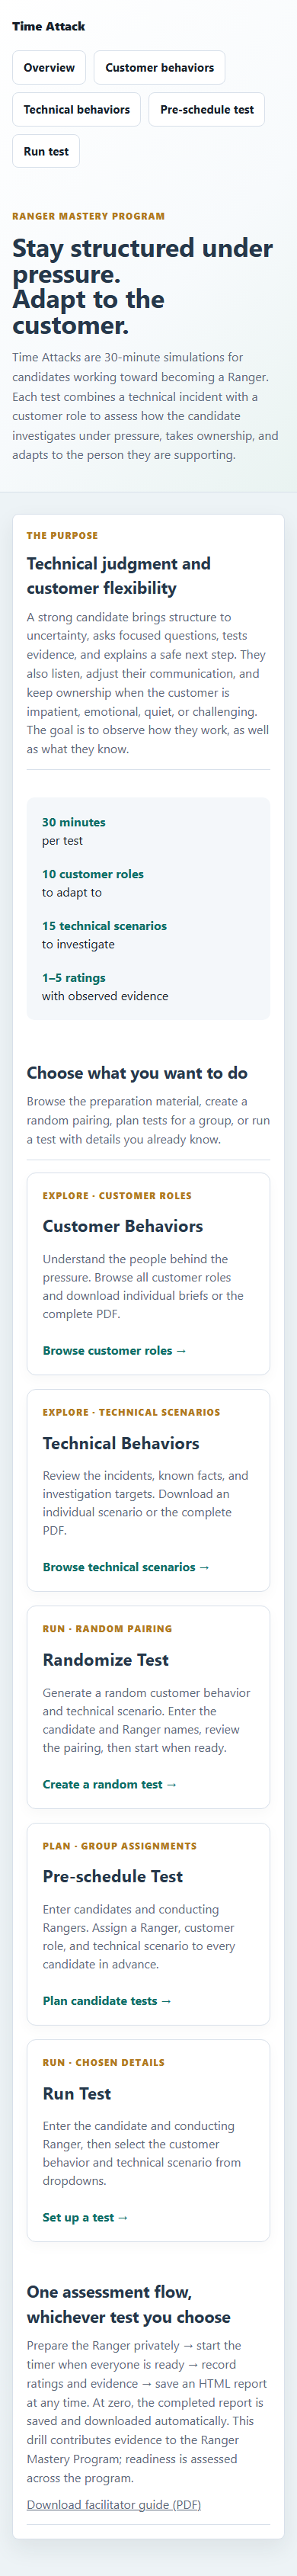 Time Attack
Overview
Customer behaviors
Technical behaviors
Pre-schedule test
Run test
RANGER MASTERY PROGRAM
Stay structured under
pressure.
Adapt to the
customer.
Time Attacks are 30-minute simulations for
candidates working toward becoming a Ranger.
Each test combines a technical incident with a
customer role to assess how the candidate
investigates under pressure, takes ownership, and
adapts to the person they are supporting.
THE PURPOSE
Technical judgment and
customer flexibility
A strong candidate brings structure to
uncertainty, asks focused questions, tests
evidence, and explains a safe next step. They
also listen, adjust their communication, and
keep ownership when the customer is
impatient, emotional, quiet, or challenging.
The goal is to observe how they work, as well
as what they know.
30 minutes
per test
10 customer roles
to adapt to
15 technical scenarios
to investigate
1–5 ratings
with observed evidence
Choose what you want to do
Browse the preparation material, create a
random pairing, plan tests for a group, or run
a test with details you already know.
EXPLORE · CUSTOMER ROLES
Customer Behaviors
Understand the people behind the
pressure. Browse all customer roles
and download individual briefs or the
complete PDF.
Browse customer roles →
EXPLORE · TECHNICAL SCENARIOS
Technical Behaviors
Review the incidents, known facts, and
investigation targets. Download an
individual scenario or the complete
PDF.
Browse technical scenarios →
RUN · RANDOM PAIRING
Randomize Test
Generate a random customer behavior
and technical scenario. Enter the
candidate and Ranger names, review
the pairing, then start when ready.
Create a random test →
PLAN · GROUP ASSIGNMENTS
Pre-schedule Test
Enter candidates and conducting
Rangers. Assign a Ranger, customer
role, and technical scenario to every
candidate in advance.
Plan candidate tests →
RUN · CHOSEN DETAILS
Run Test
Enter the candidate and conducting
Ranger, then select the customer
behavior and technical scenario from
dropdowns.
Set up a test →
One assessment flow,
whichever test you choose
Prepare the Ranger privately → start the
timer when everyone is ready → record
ratings and evidence → save an HTML report
at any time. At zero, the completed report is
saved and downloaded automatically. This
drill contributes evidence to the Ranger
Mastery Program; readiness is assessed
across the program.
Download facilitator guide (PDF)